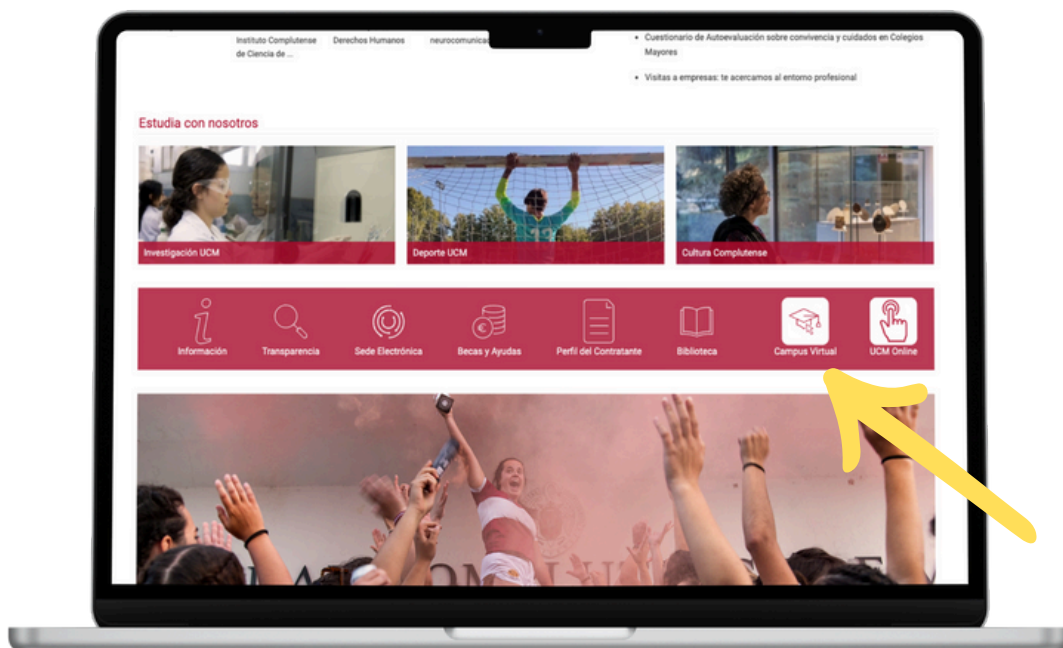 Instituto Complutense
de Ciencia de ...
Derechos Humanos
• Cuestionario de Autoevaluación sobre convivencia y cuidados en Colegios
Mayores
• Visitas a empresas: te acercamos al entorno profesional
Estudia con nosotros
Investigación UCM
Deporte UCM
Cultura Complutense
Información
Transparencia
Sede Electrónica
Becas y Ayudas
Perfil del Contratante
Biblioteca
Campus Virtual
UCM Online